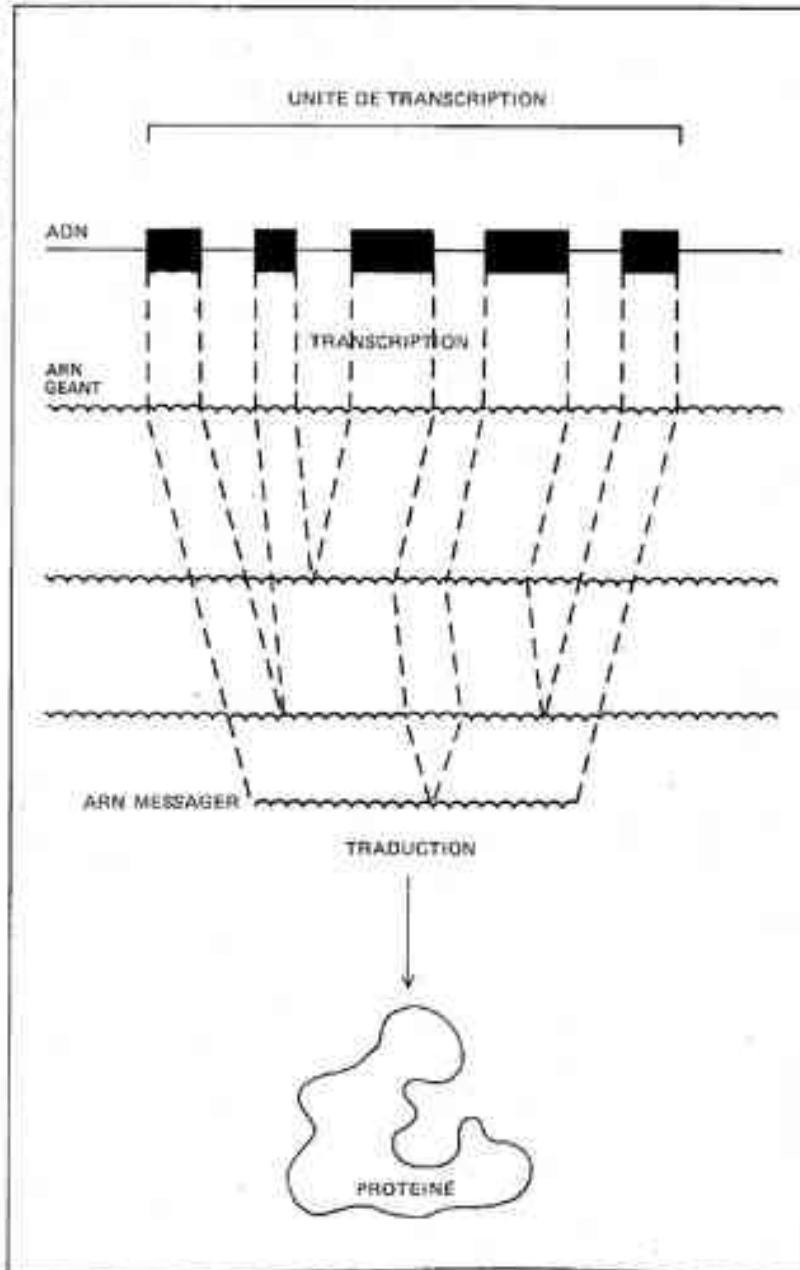 UNITE DE TRANSCRIPTION
ADN
TRANSCRIPTION
ARN
GEANT
ARN MESSAGER
TRADUCTION
PROTEINE